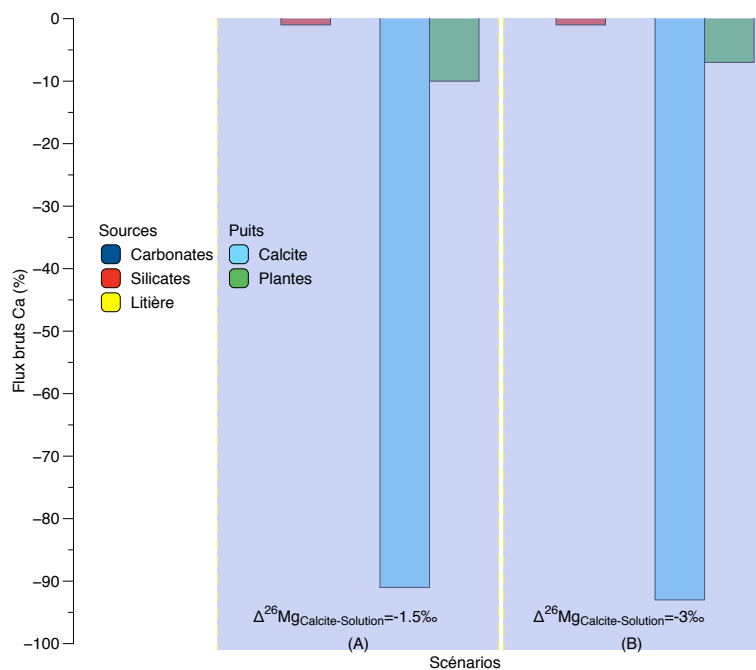 0
−10
−20
−30
−40
−50
−60
−70
−80
−90
−100
Flux bruts Ca (%)
Sources
Carbonates
Silicates
Litière
Puits
Calcite
Plantes
Δ²⁶MgCalcite-Solution=-1.5‰
(A)
Δ²⁶MgCalcite-Solution=-3‰
(B)
Scénarios